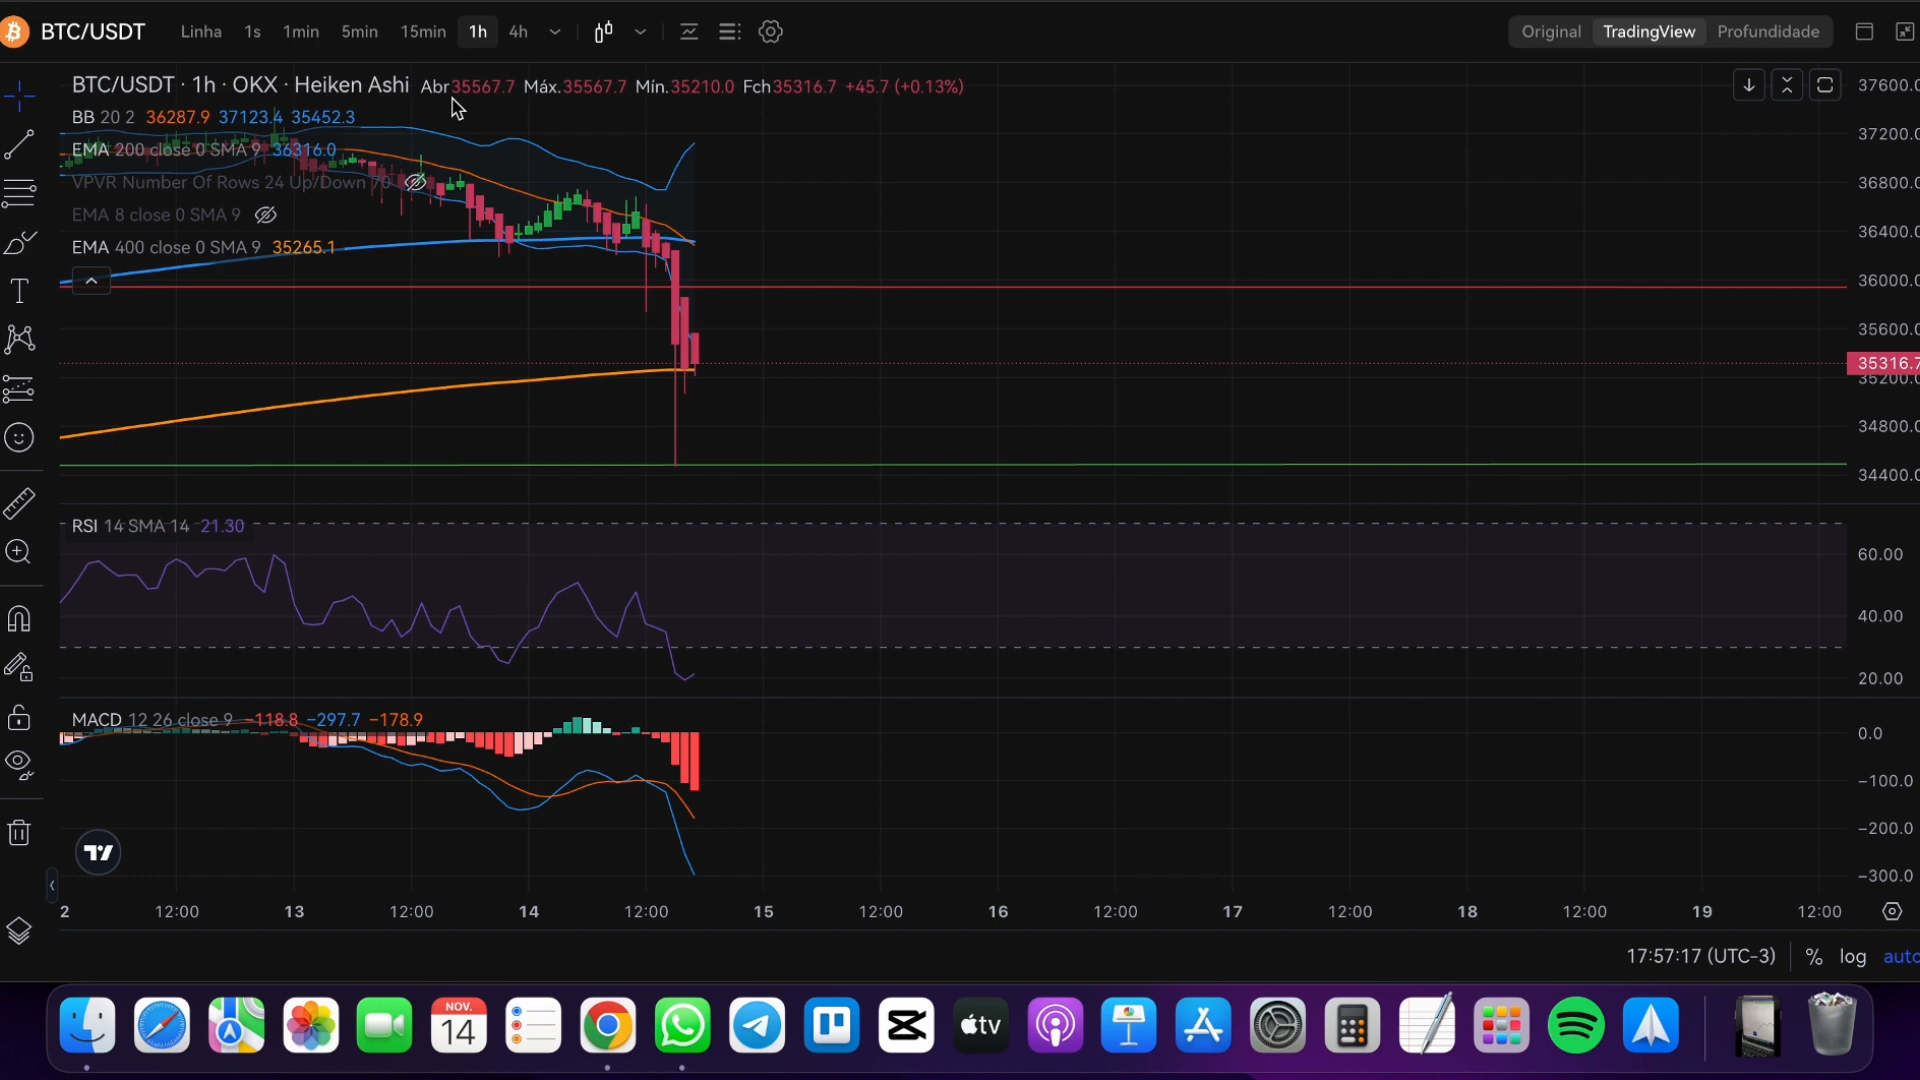 BTC/USDT Linha 1s 1min 5min 15min 1h 4h Original TradingView Profundidade
BTC/USDT · 1h · OKX · Heiken Ashi Abr35567.7 Máx.35567.7 Mín.35210.0 Fch35316.7 +45.7 (+0.13%)
BB 20 2 36287.9 37123.4 35452.3
EMA 200 close 0 SMA 9 36316.0
VPVR Number Of Rows 24 Up/Down 70
EMA 8 close 0 SMA 9
EMA 400 close 0 SMA 9 35265.1
37600.0
37200.0
36800.0
36400.0
36000.0
35600.0
35316.7
35200.0
34800.0
34400.0
RSI 14 SMA 14 21.30
60.00
40.00
20.00
MACD 12 26 close 9 −118.8 −297.7 −178.9
0.0
−100.0
−200.0
−300.0
2 12:00 13 12:00 14 12:00 15 12:00 16 12:00 17 12:00 18 12:00 19 12:00
17:57:17 (UTC-3) % log auto
NOV.
14
tv